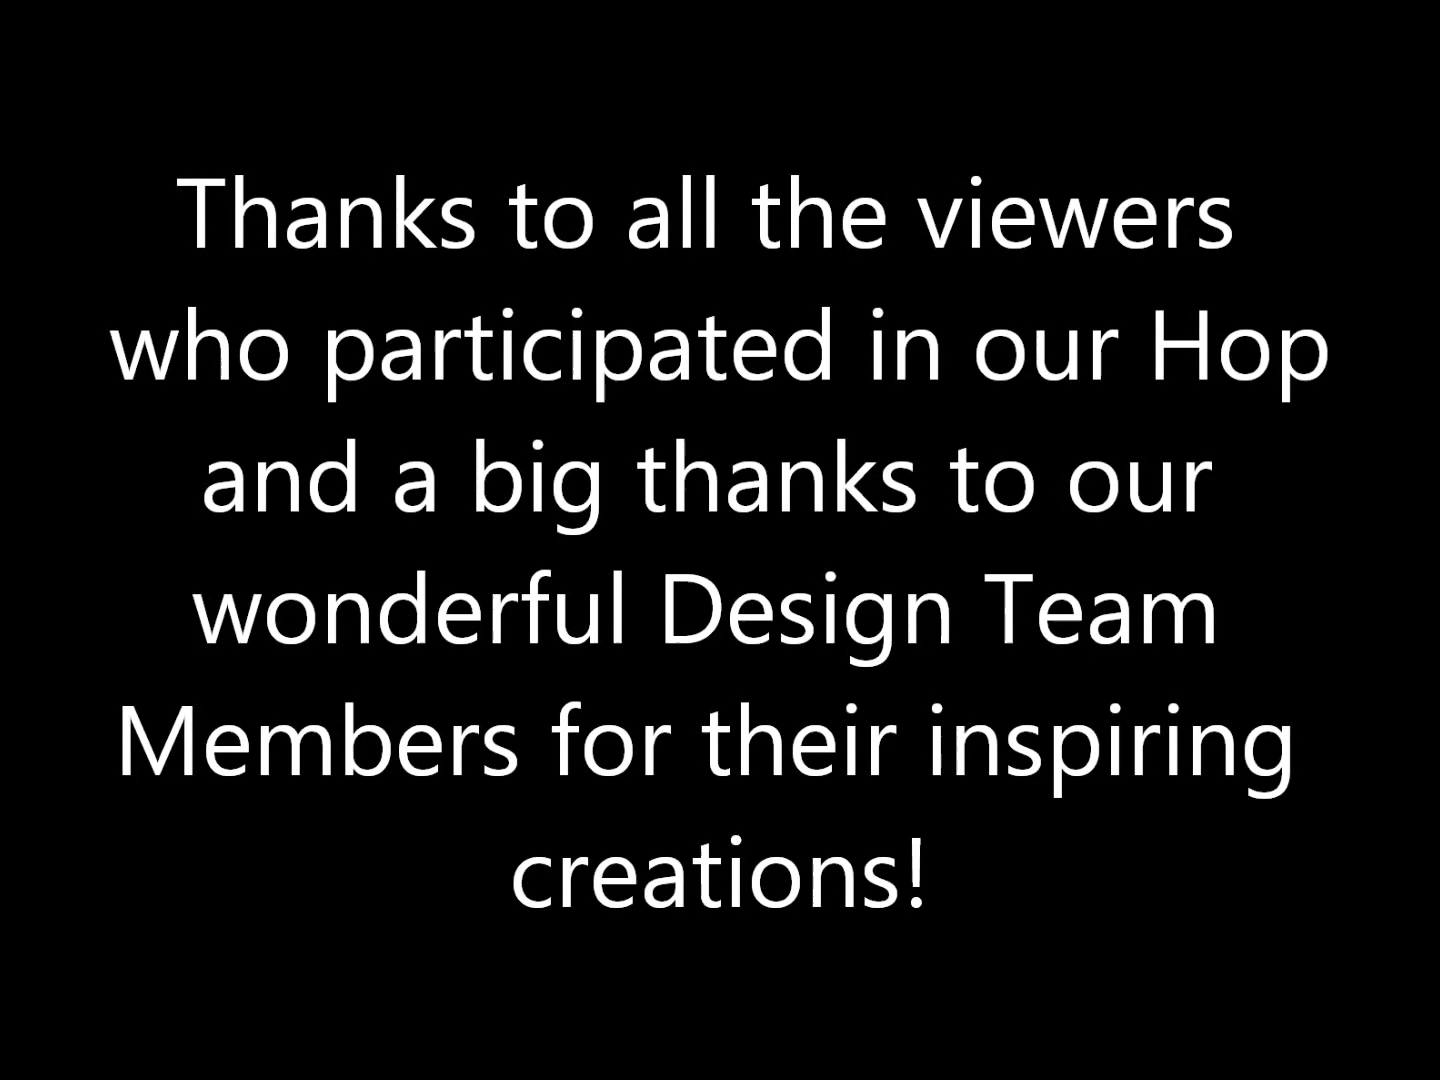 Thanks to all the viewers
who participated in our Hop
and a big thanks to our
wonderful Design Team
Members for their inspiring
creations!